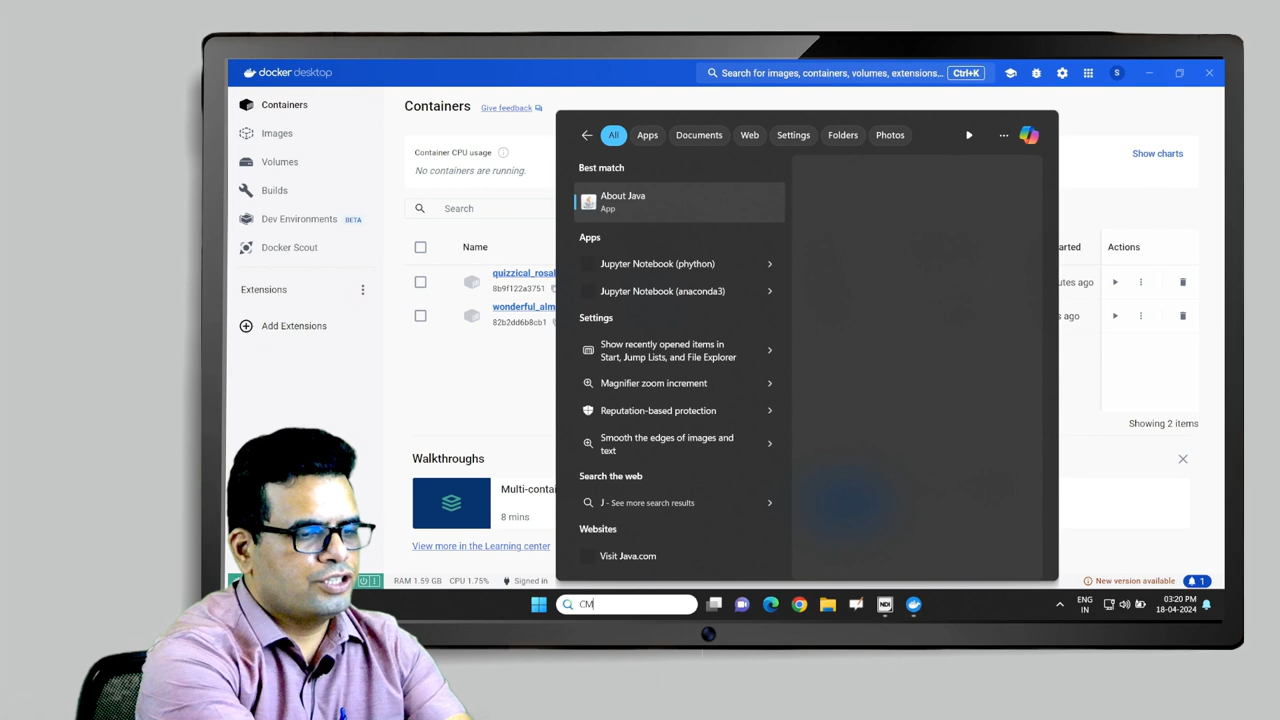 docker desktop
Search for images, containers, volumes, extensions... Ctrl+K
S
Containers
Images
Volumes
Builds
Dev Environments BETA
Docker Scout
Extensions
Add Extensions
Containers Give feedback
Container CPU usage
No containers are running.
Show charts
Search
Name
arted
Actions
quizzical_rosal
8b9f122a3751
utes ago
wonderful_alm
82b2dd6b8cb1
s ago
Showing 2 items
Walkthroughs
Multi-contai
8 mins
View more in the Learning center
All Apps Documents Web Settings Folders Photos
Best match
About Java
App
Apps
Jupyter Notebook (phython)
Jupyter Notebook (anaconda3)
Settings
Show recently opened items in
Start, Jump Lists, and File Explorer
Magnifier zoom increment
Reputation-based protection
Smooth the edges of images and
text
Search the web
J - See more search results
Websites
Visit Java.com
RAM 1.59 GB CPU 1.75% Signed in
New version available 1
CM
NDI
ENG
IN
03:20 PM
18-04-2024